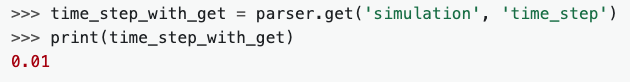 >>> time_step_with_get = parser.get('simulation', 'time_step')
>>> print(time_step_with_get)
0.01